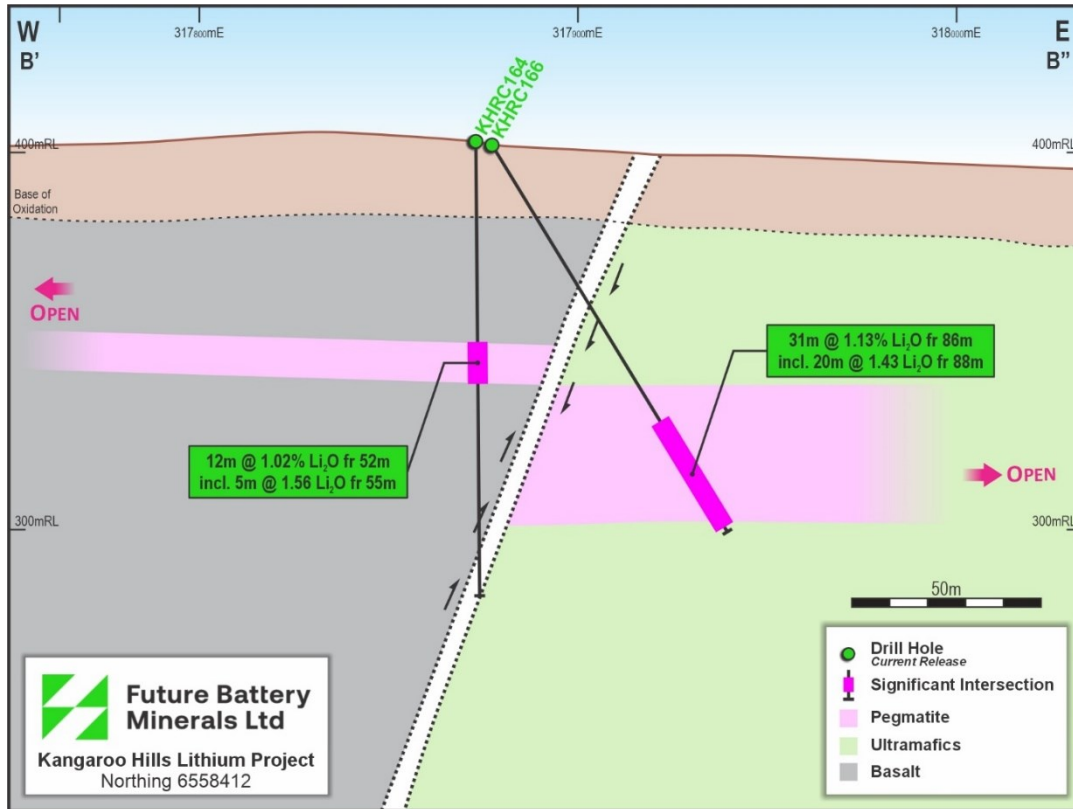 W
B'
317800mE
317900mE
318000mE
E
B"
KHRC164
KHRC166
400mRL
400mRL
Base of
Oxidation
OPEN
31m @ 1.13% Li₂O fr 86m
incl. 20m @ 1.43 Li₂O fr 88m
12m @ 1.02% Li₂O fr 52m
incl. 5m @ 1.56 Li₂O fr 55m
OPEN
300mRL
300mRL
50m
Future Battery
Minerals Ltd
Kangaroo Hills Lithium Project
Northing 6558412
Drill Hole
Current Release
Significant Intersection
Pegmatite
Ultramafics
Basalt